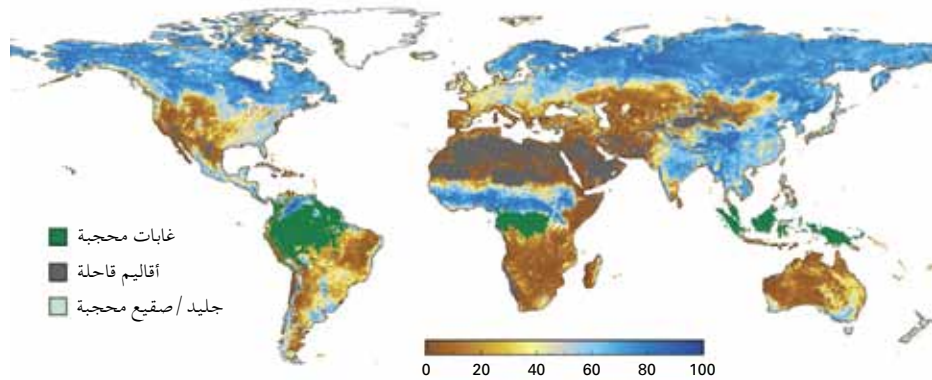 غابات محجبة
أقاليم قاحلة
جليد/صقيع محجبة
0 20 40 60 80 100